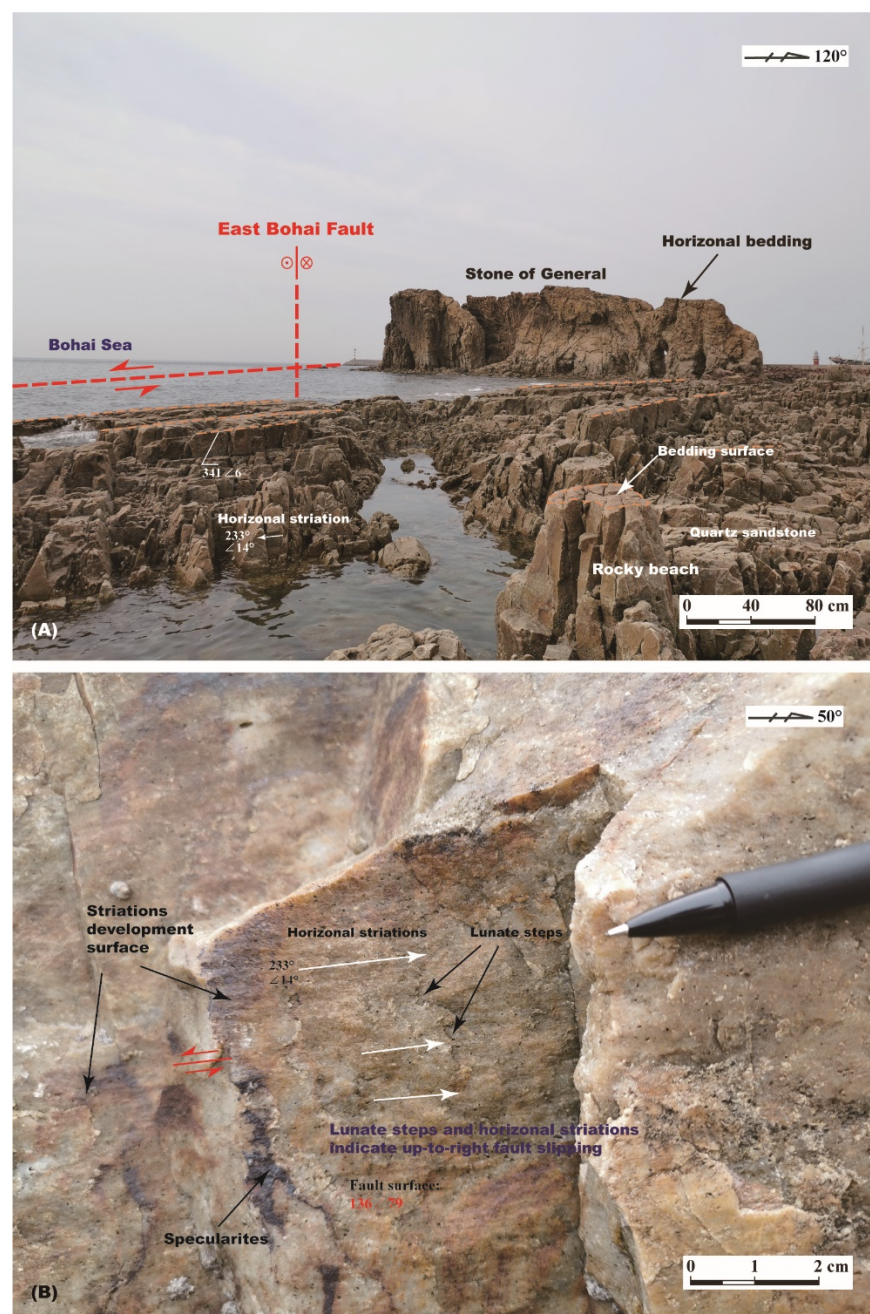 120°
East Bohai Fault
Horizonal bedding
Stone of General
Bohai Sea
341 ∠6
Bedding surface
Horizonal striation
233°
∠14°
Quartz sandstone
Rocky beach
0 40 80 cm
(A)
50°
Striations
development
surface
Horizonal striations
Lunate steps
233°
∠14°
Lunate steps and horizonal striations
indicate up-to-right fault slipping
Fault surface:
136 79
Specularites
0 1 2 cm
(B)